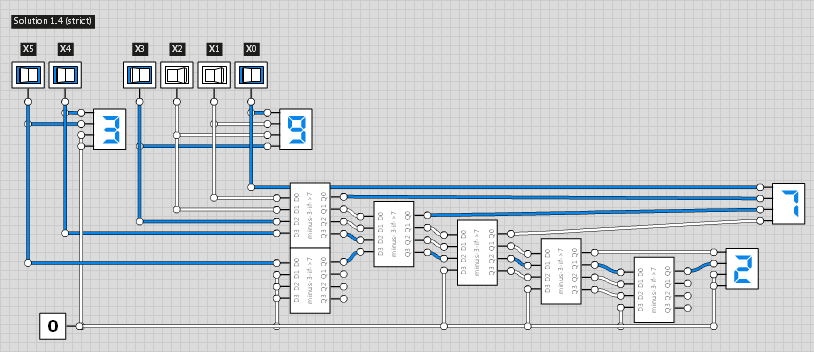 Solution 1.4 (strict)
X5 X4 X3 X2 X1 X0
3 9
7
D3 D2 D1 D0
minus-3-if->7
Q3 Q2 Q1 Q0
D3 D2 D1 D0
minus-3-if->7
Q3 Q2 Q1 Q0
D3 D2 D1 D0
minus-3-if->7
Q3 Q2 Q1 Q0
D3 D2 D1 D0
minus-3-if->7
Q3 Q2 Q1 Q0
D3 D2 D1 D0
minus-3-if->7
Q3 Q2 Q1 Q0
D3 D2 D1 D0
minus-3-if->7
Q3 Q2 Q1 Q0
2
0